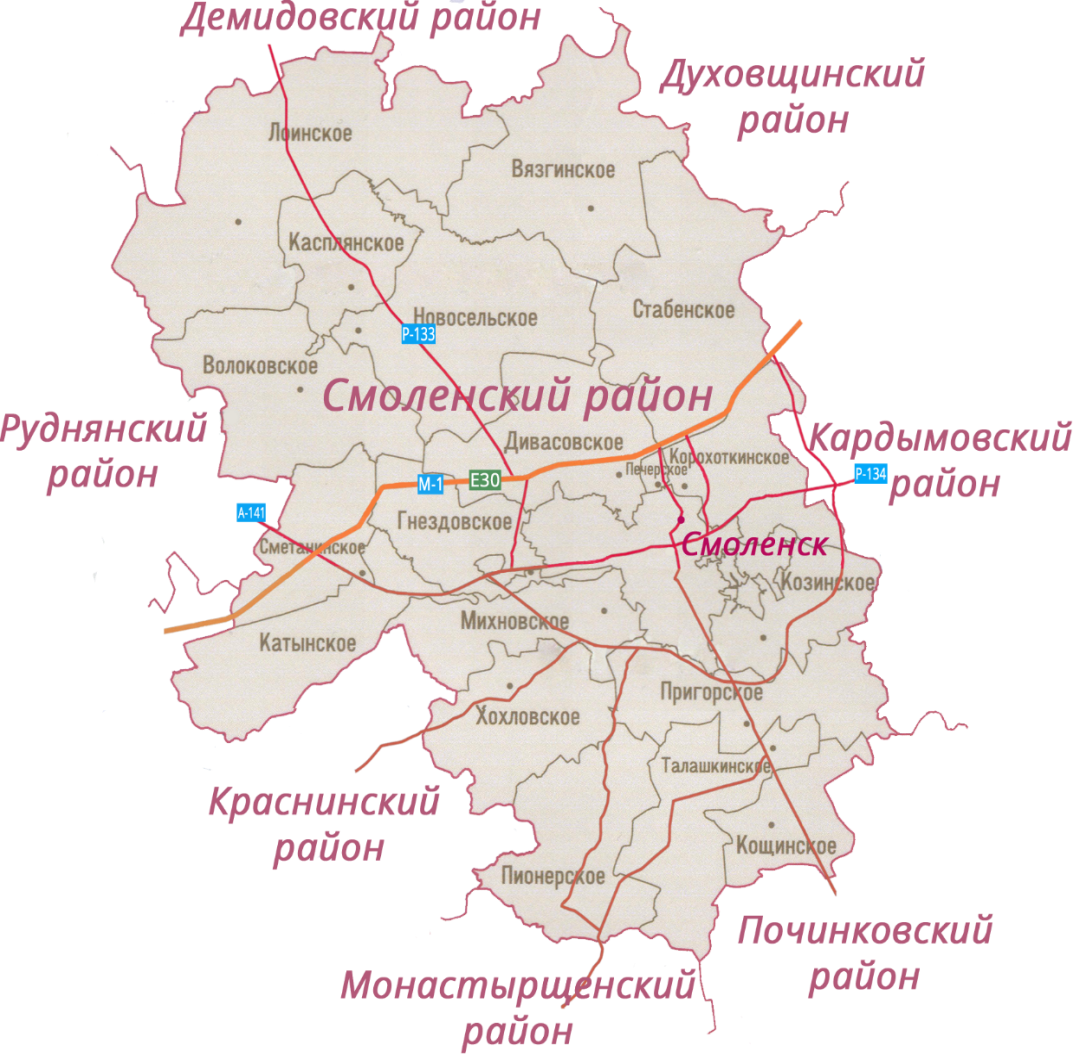 Демидовский район
Духовщинский
район
Лоинское
Вязгинское
Касплянское
Новосельское
Стабенское
Р-133
Волоковское
Смоленский район
Руднянский
район
Дивасовское
Кардымовский
район
Печерское
Корохоткинское
Р-134
М-1
E30
А-141
Гнездовское
Сметанинское
Смоленск
Козинское
Михновское
Катынское
Пригорское
Хохловское
Талашкинское
Краснинский
район
Кощинское
Пионерское
Починковский
район
Монастырщенский
район